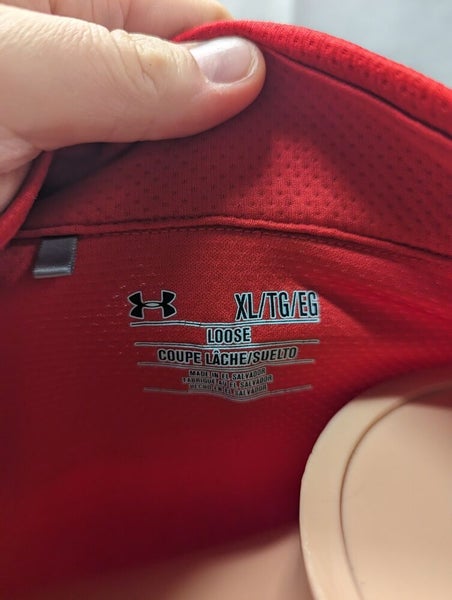 XL/TG/EG
LOOSE
COUPE LÂCHE/SUELTO
MADE IN EL SALVADOR
FABRIQUÉ AU EL SALVADOR
HECHO EN EL SALVADOR